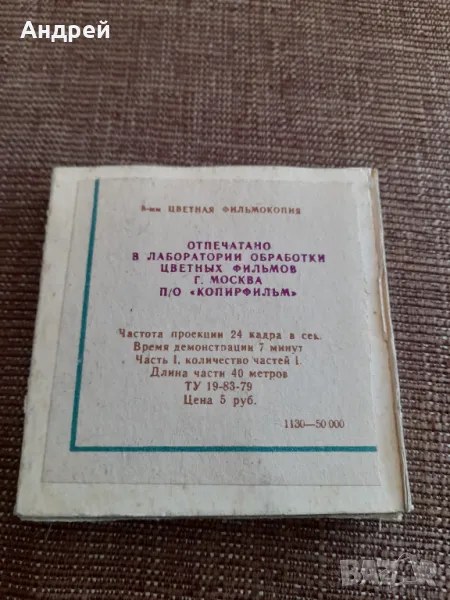 Андрей
8-мм ЦВЕТНАЯ ФИЛЬМОКОПИЯ
ОТПЕЧАТАНО
В ЛАБОРАТОРИИ ОБРАБОТКИ
ЦВЕТНЫХ ФИЛЬМОВ
Г. МОСКВА
П/О «КОПИРФИЛЬМ»
Частота проекции 24 кадра в сек.
Время демонстрации 7 минут
Часть 1, количество частей 1.
Длина части 40 метров
ТУ 19-83-79
Цена 5 руб.
1130—50 000
BAZAR